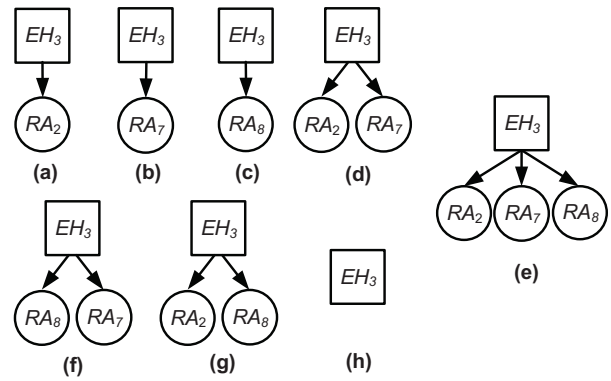 EH3 EH3 EH3 EH3
RA2 RA7 RA8 RA2 RA7
(a) (b) (c) (d)
EH3
RA2 RA7 RA8
(e)
EH3 EH3
RA8 RA7 RA2 RA8
(f) (g)
EH3
(h)